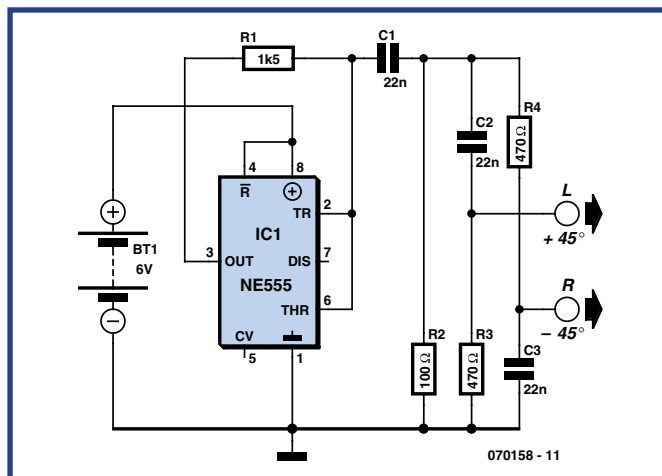 R1
1k5
C1
22n
C2
22n
R4
470 Ω
4
8
R
TR
2
IC1
3
OUT
DIS
7
NE555
THR
6
CV
5
1
+
BT1
6V
−
+
L
+ 45°
R
− 45°
R2
100 Ω
R3
470 Ω
C3
22n
070158 - 11